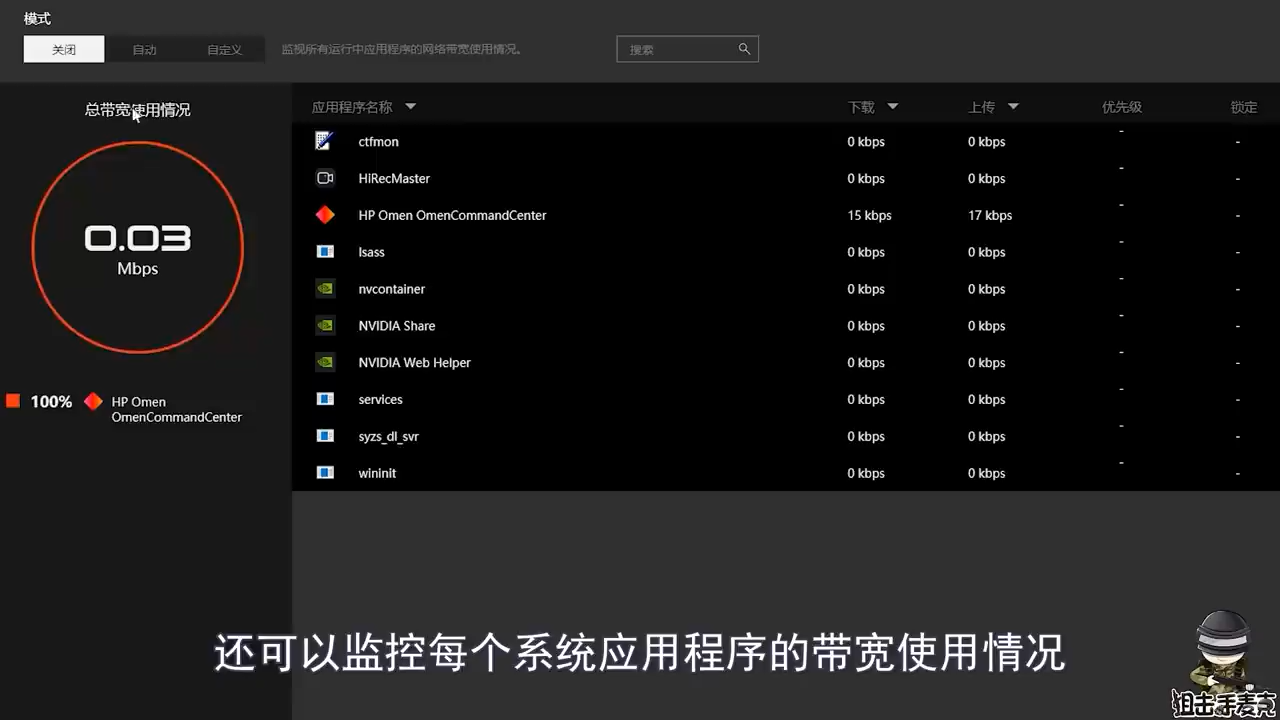 模式
关闭 自动 自定义 监视所有运行中应用程序的网络带宽使用情况。 搜索
总带宽使用情况
0.03
Mbps
100% HP Omen
OmenCommandCenter
应用程序名称 下载 上传 优先级 锁定
ctfmon 0 kbps 0 kbps - -
HiRecMaster 0 kbps 0 kbps - -
HP Omen OmenCommandCenter 15 kbps 17 kbps - -
lsass 0 kbps 0 kbps - -
nvcontainer 0 kbps 0 kbps - -
NVIDIA Share 0 kbps 0 kbps - -
NVIDIA Web Helper 0 kbps 0 kbps - -
services 0 kbps 0 kbps - -
syzs_dl_svr 0 kbps 0 kbps - -
wininit 0 kbps 0 kbps - -
还可以监控每个系统应用程序的带宽使用情况
狙击手麦克